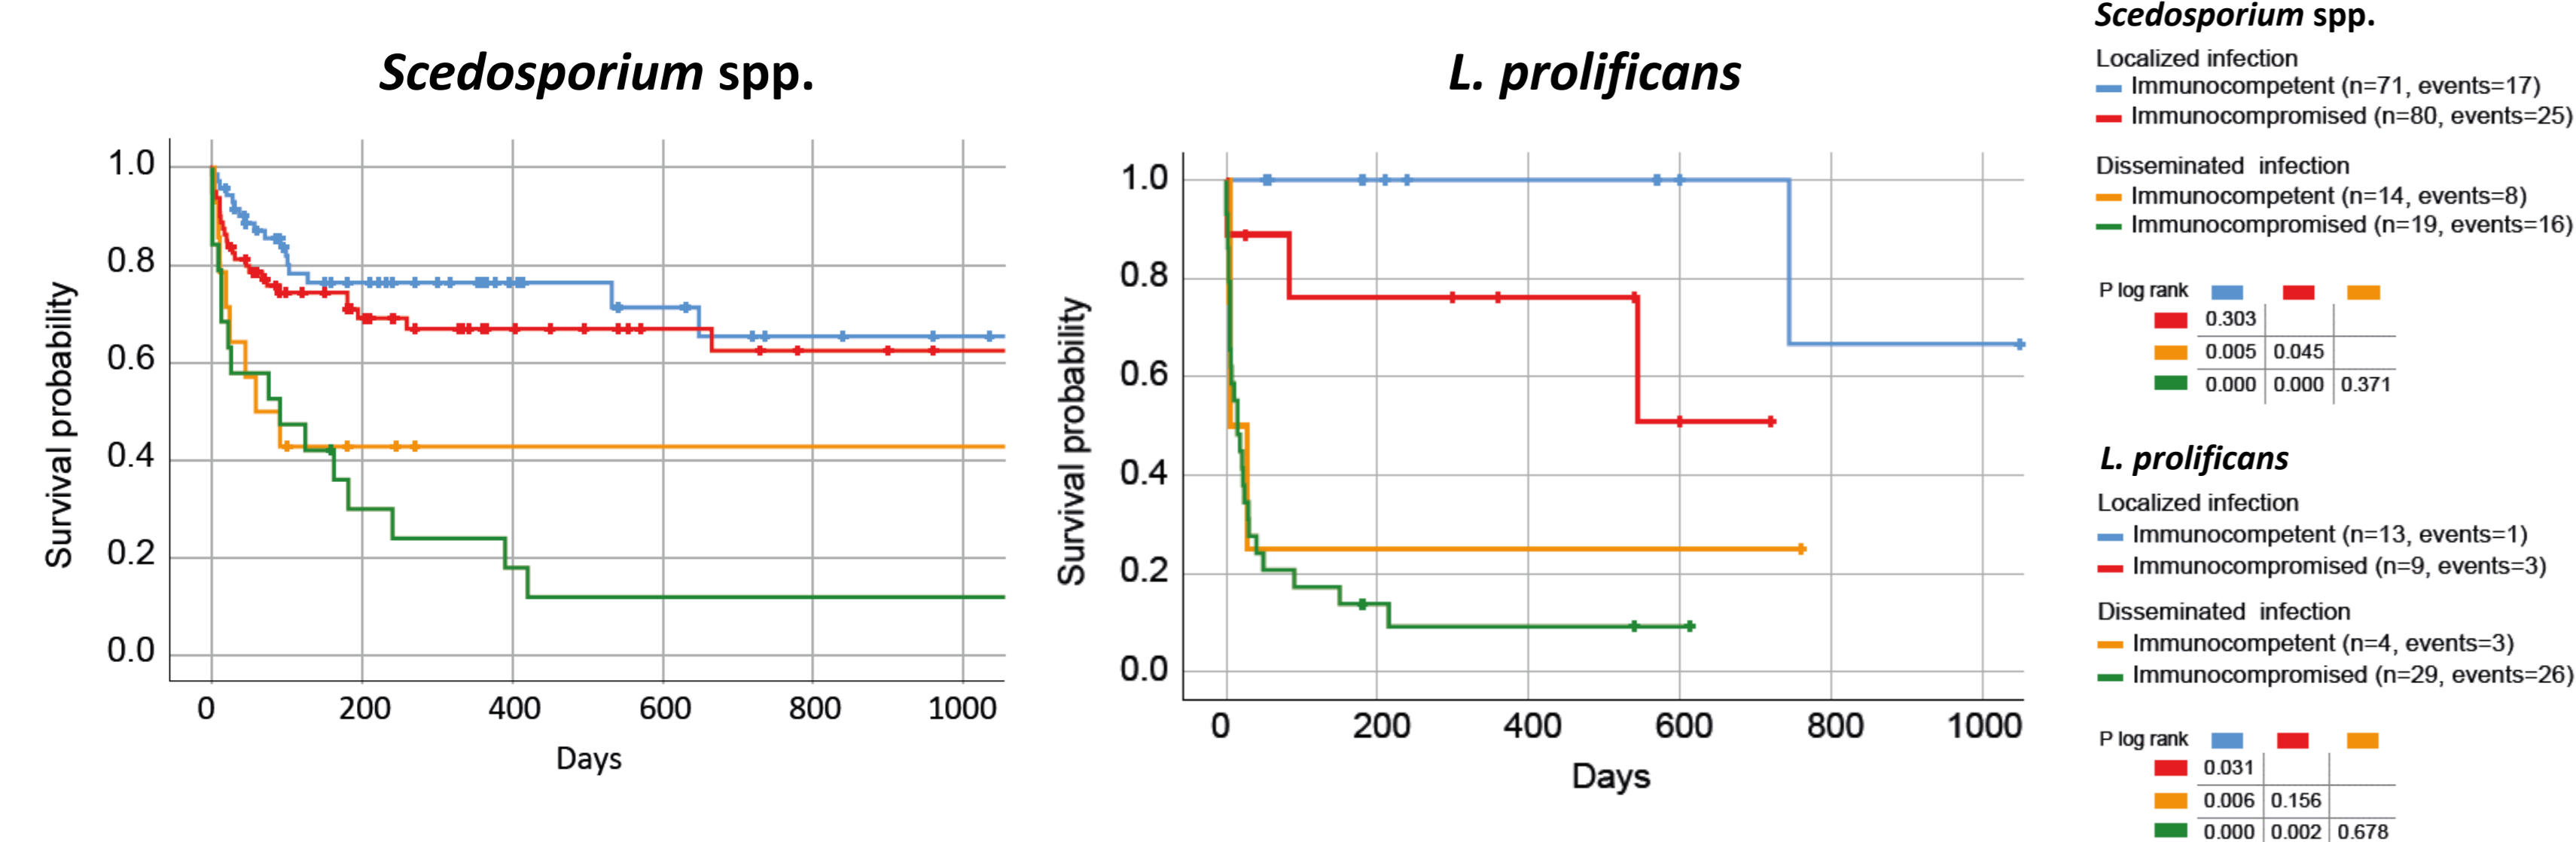 Scedosporium spp.
Survival probability
1.0
0.8
0.6
0.4
0.2
0.0
0 200 400 600 800 1000
Days
L. prolificans
Survival probability
1.0
0.8
0.6
0.4
0.2
0.0
0 200 400 600 800 1000
Days
Scedosporium spp.
Localized infection
Immunocompetent (n=71, events=17)
Immunocompromised (n=80, events=25)
Disseminated infection
Immunocompetent (n=14, events=8)
Immunocompromised (n=19, events=16)
P log rank
0.303
0.005 0.045
0.000 0.000 0.371
L. prolificans
Localized infection
Immunocompetent (n=13, events=1)
Immunocompromised (n=9, events=3)
Disseminated infection
Immunocompetent (n=4, events=3)
Immunocompromised (n=29, events=26)
P log rank
0.031
0.006 0.156
0.000 0.002 0.678